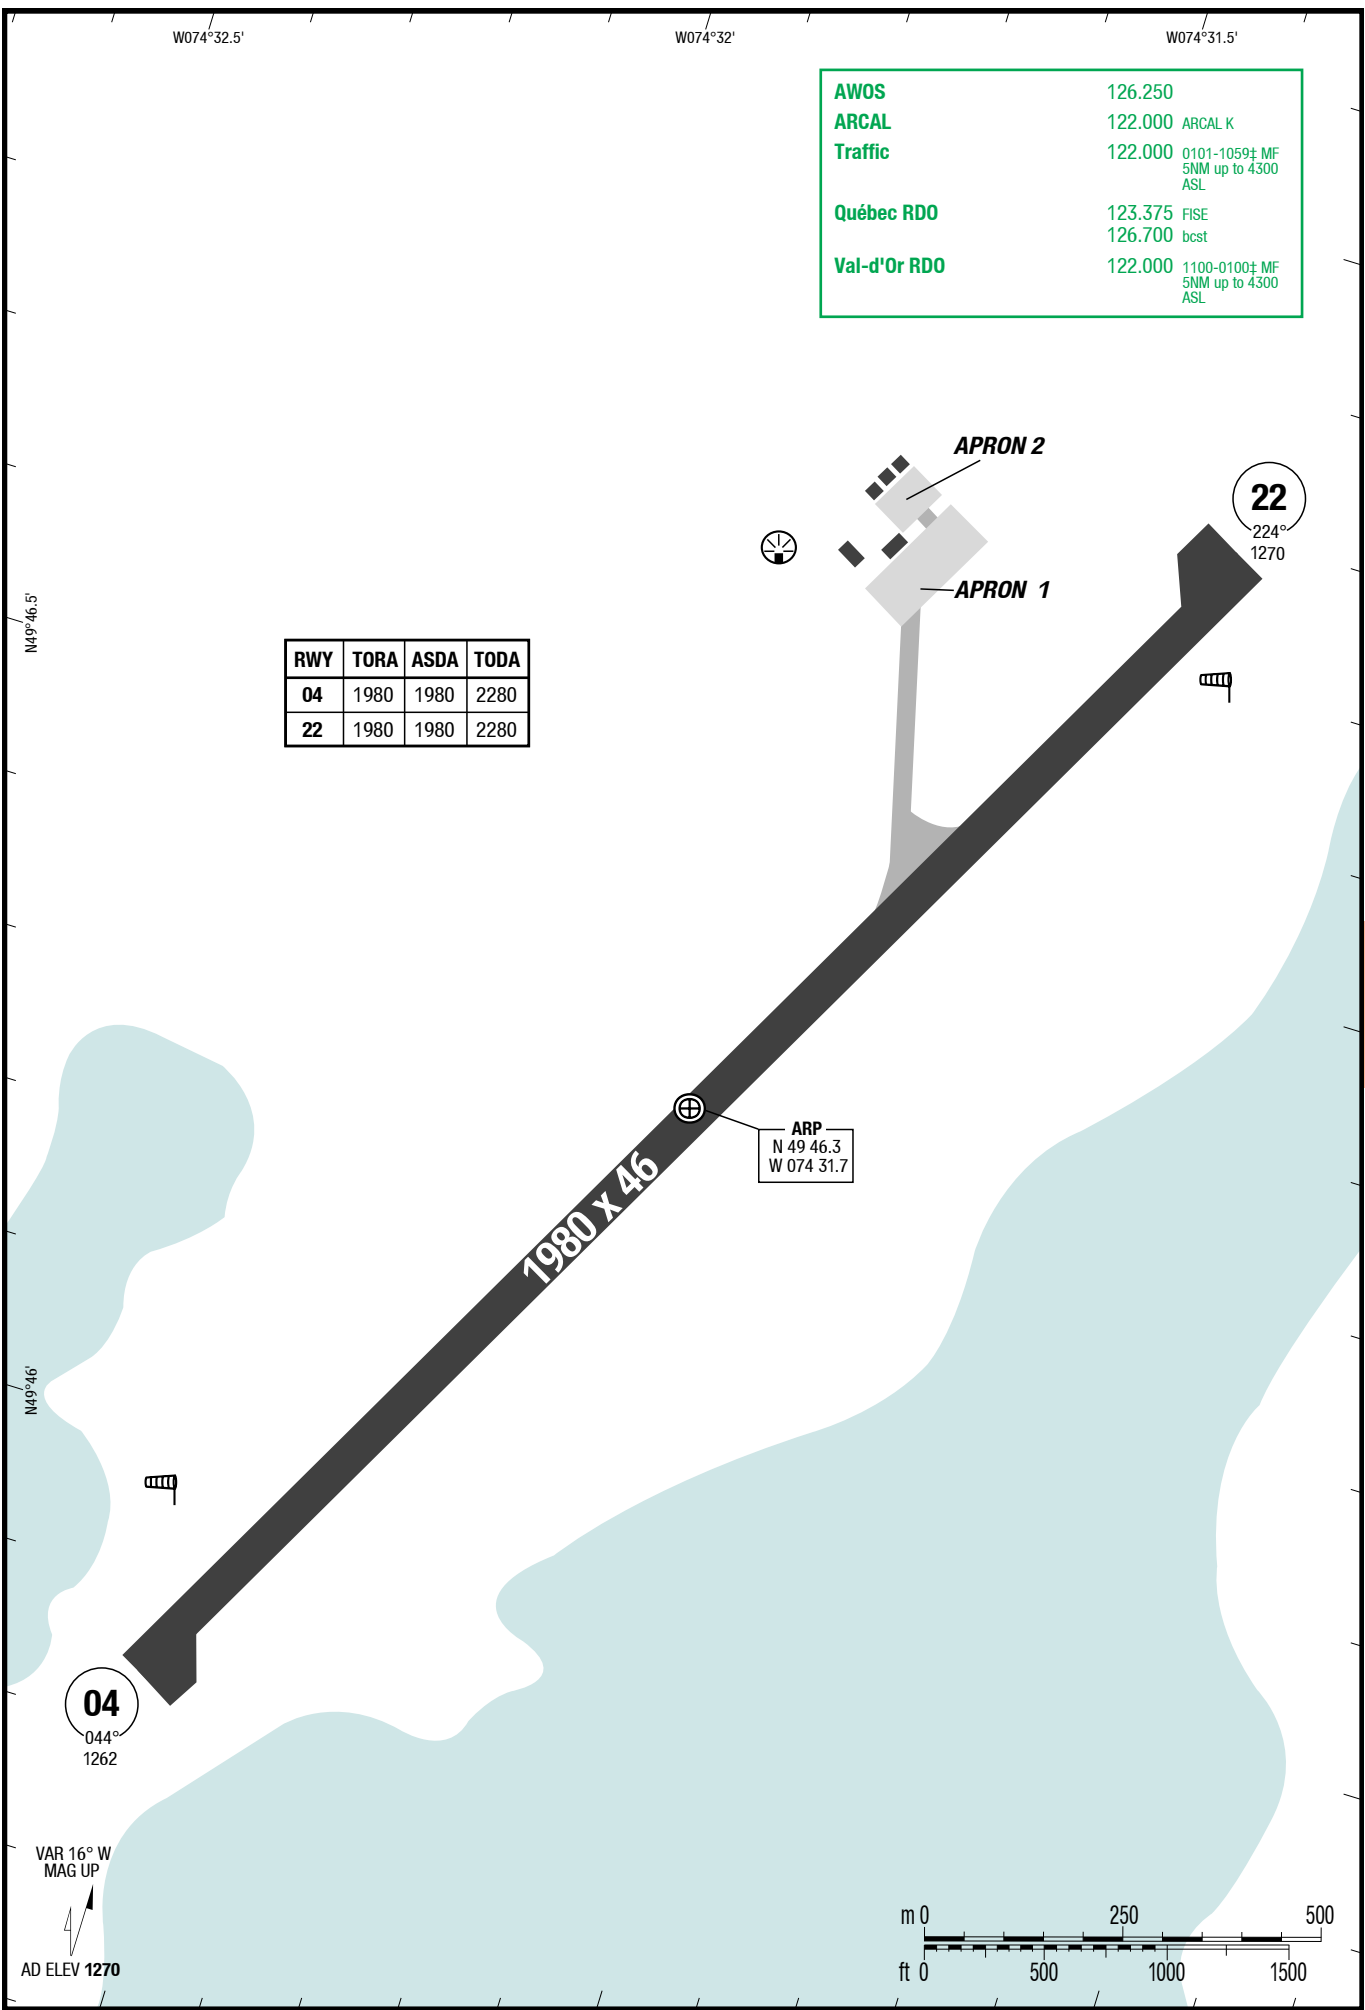 W074°32.5' W074°32' W074°31.5'
AWOS 126.250
ARCAL 122.000 ARCAL K
Traffic 122.000 0101-1059‡ MF
5NM up to 4300
ASL
Québec RDO 123.375 FISE
126.700 bcst
Val-d'Or RDO 122.000 1100-0100‡ MF
5NM up to 4300
ASL
APRON 2
22
224°
1270
APRON 1
N49°46.5'
RWY TORA ASDA TODA
04 1980 1980 2280
22 1980 1980 2280
ARP
N 49 46.3
W 074 31.7
1980 x 46
N49°46'
04
044°
1262
VAR 16° W
MAG UP
AD ELEV 1270
m 0 250 500
ft 0 500 1000 1500